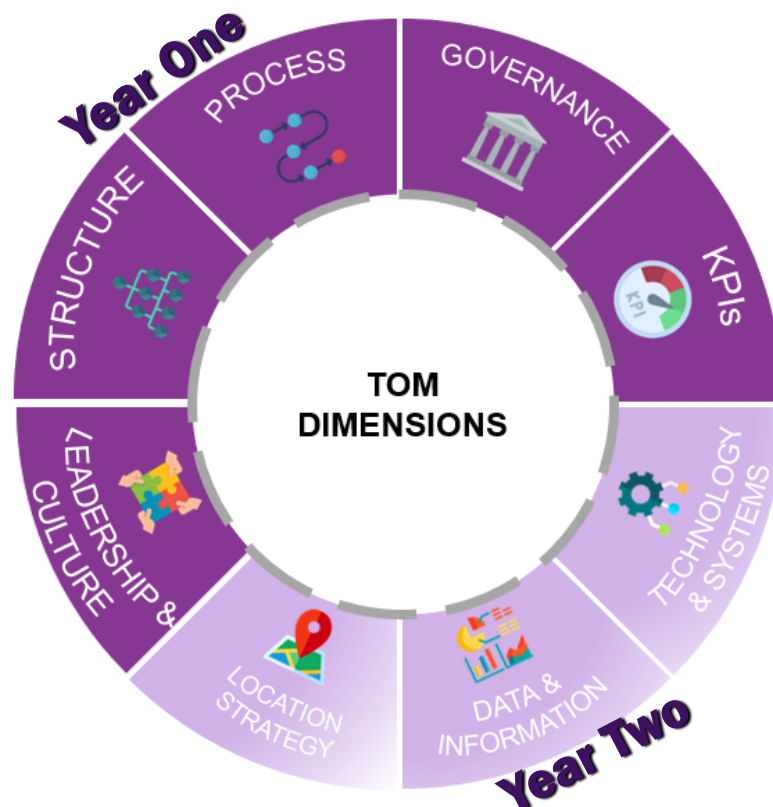 Year One
PROCESS
GOVERNANCE
KPIs
KPI
TECHNOLOGY
& SYSTEMS
DATA &
INFORMATION
Year Two
LOCATION
STRATEGY
LEADERSHIP &
CULTURE
STRUCTURE
TOM
DIMENSIONS